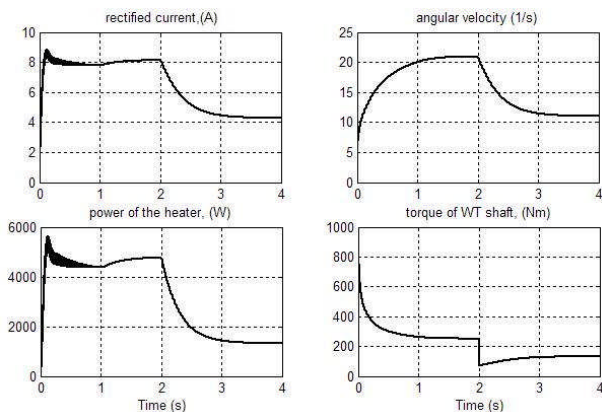 rectified current,(A)
10
8
6
4
2
0
0 1 2 3 4
angular velocity (1/s)
25
20
15
10
5
0
0 1 2 3 4
power of the heater, (W)
6000
4000
2000
0
0 1 2 3 4
Time (s)
torque of WT shaft, (Nm)
1000
800
600
400
200
0
0 1 2 3 4
Time (s)